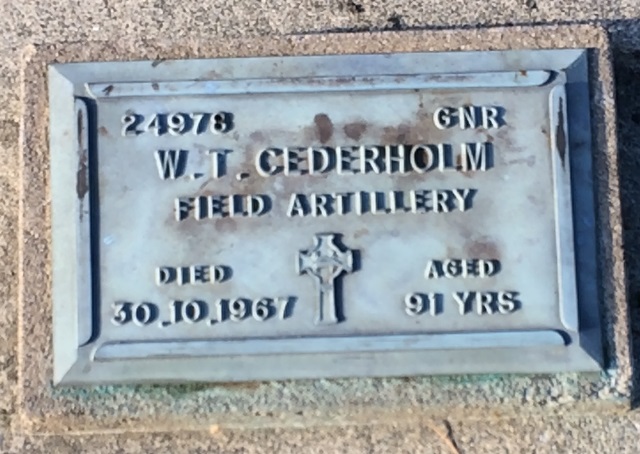 24978 GNR
W. T. CEDERHOLM
FIELD ARTILLERY
DIED AGED
30.10.1967 91 YRS